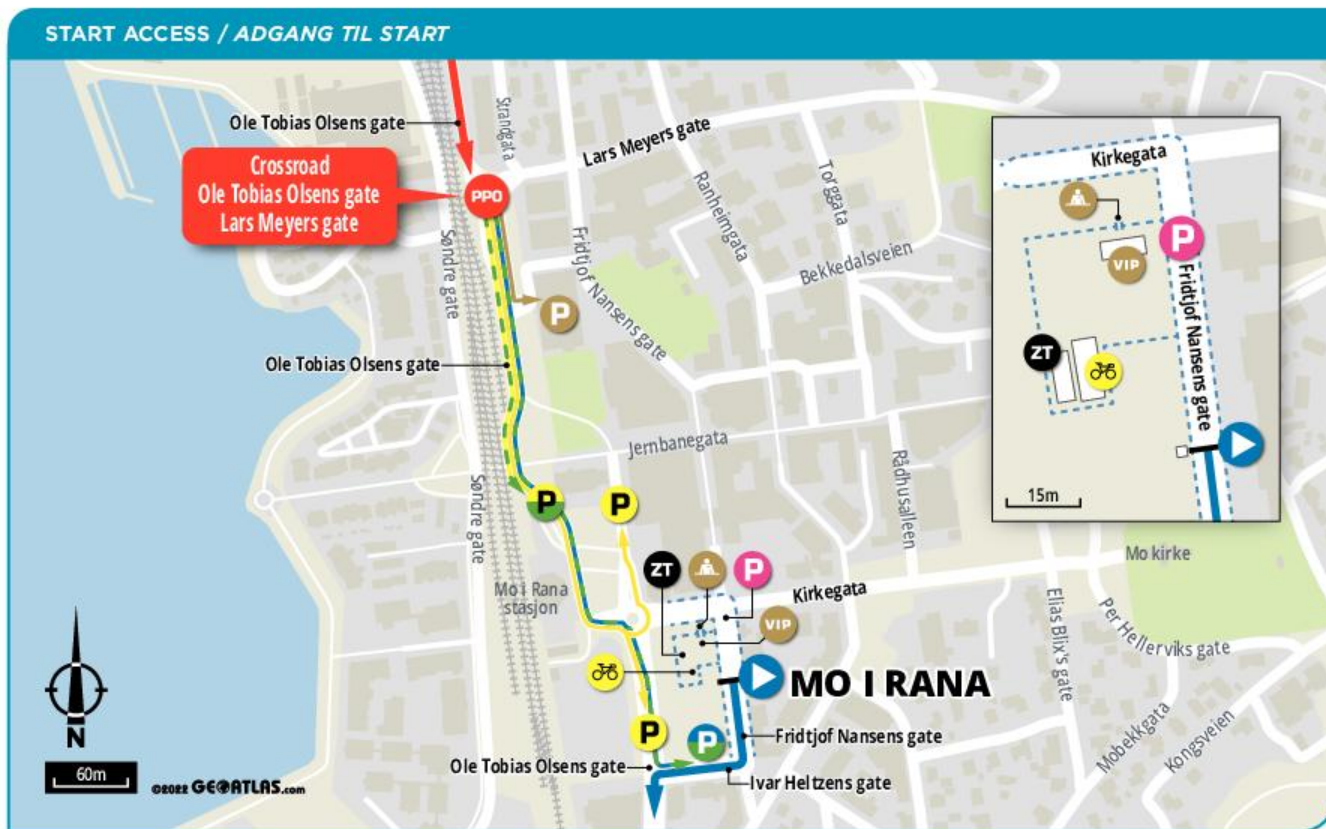 START ACCESS / ADGANG TIL START
Ole Tobias Olsens gate
Crossroad
Ole Tobias Olsens gate
Lars Meyers gate
PPO
Strandgata
Lars Meyers gate
Ranheimgata
Torggata
Bekkedalsveien
Søndre gate
Fridtjof Nansens gate
P
Ole Tobias Olsens gate
Jernbanegata
Rådhusalleen
Søndre gate
P
P
Mo i Rana
stasjon
ZT
P
Kirkegata
VIP
MO I RANA
P
P
Fridtjof Nansens gate
Ole Tobias Olsens gate
Ivar Heltzens gate
Mo kirke
Elias Blix's gate
Per Hellerviks gate
Mobekkgata
Kongsveien
Kirkegata
P
VIP
Fridtjof Nansens gate
ZT
15m
N
60m
©2022 GEOATLAS.com